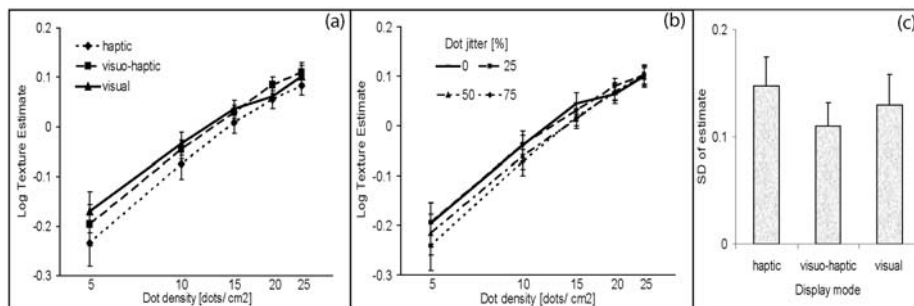 (a)
haptic
visuo-haptic
visual
0.2
0.1
0
-0.1
-0.2
-0.3
Log Texture Estimate
5 10 15 20 25
Dot density [dots/ cm2]
(b)
Dot jitter [%]
0 25
50 75
0.2
0.1
0
-0.1
-0.2
-0.3
Log Texture Estimate
5 10 15 20 25
Dot density [dots/ cm2]
(c)
0.2
0.1
0
SD of estimate
haptic visuo-haptic visual
Display mode